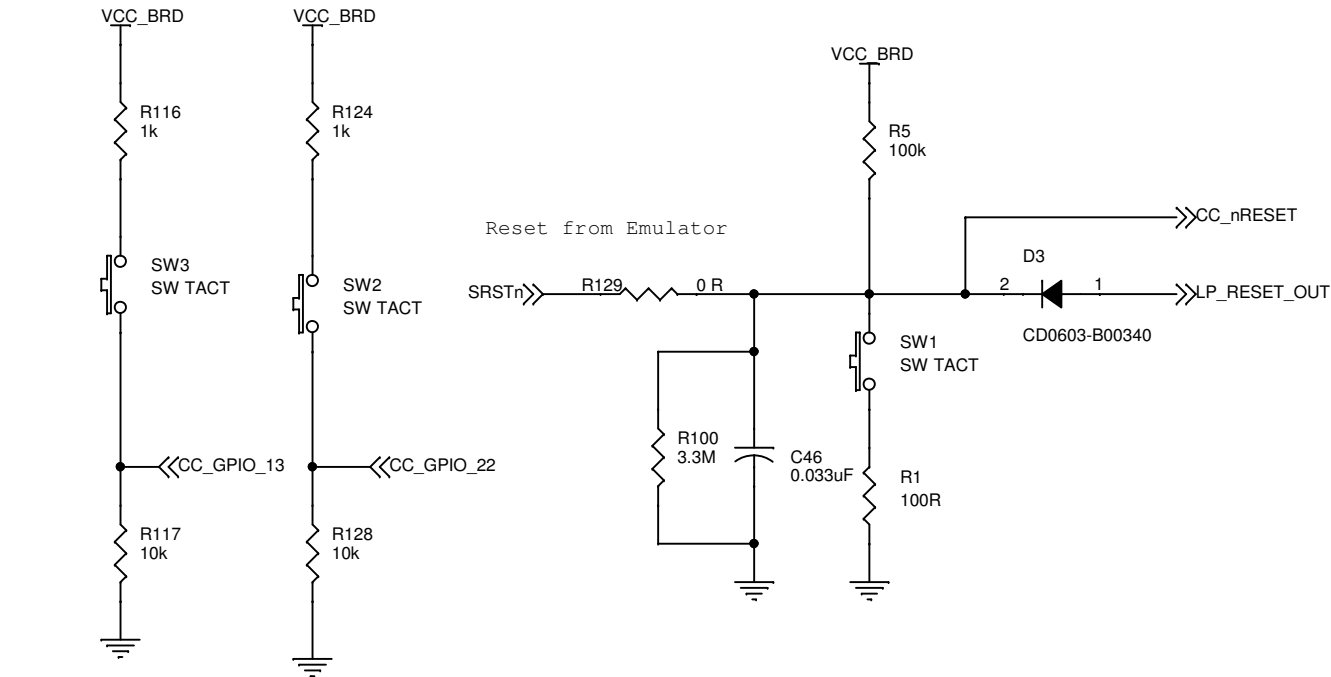 VCC_BRD
R116
1k
SW3
SW TACT
CC_GPIO_13
R117
10k
VCC_BRD
R124
1k
SW2
SW TACT
CC_GPIO_22
R128
10k
Reset from Emulator
SRSTn
R129
0 R
VCC_BRD
R5
100k
CC_nRESET
D3
2
1
LP_RESET_OUT
CD0603-B00340
SW1
SW TACT
R100
3.3M
C46
0.033uF
R1
100R